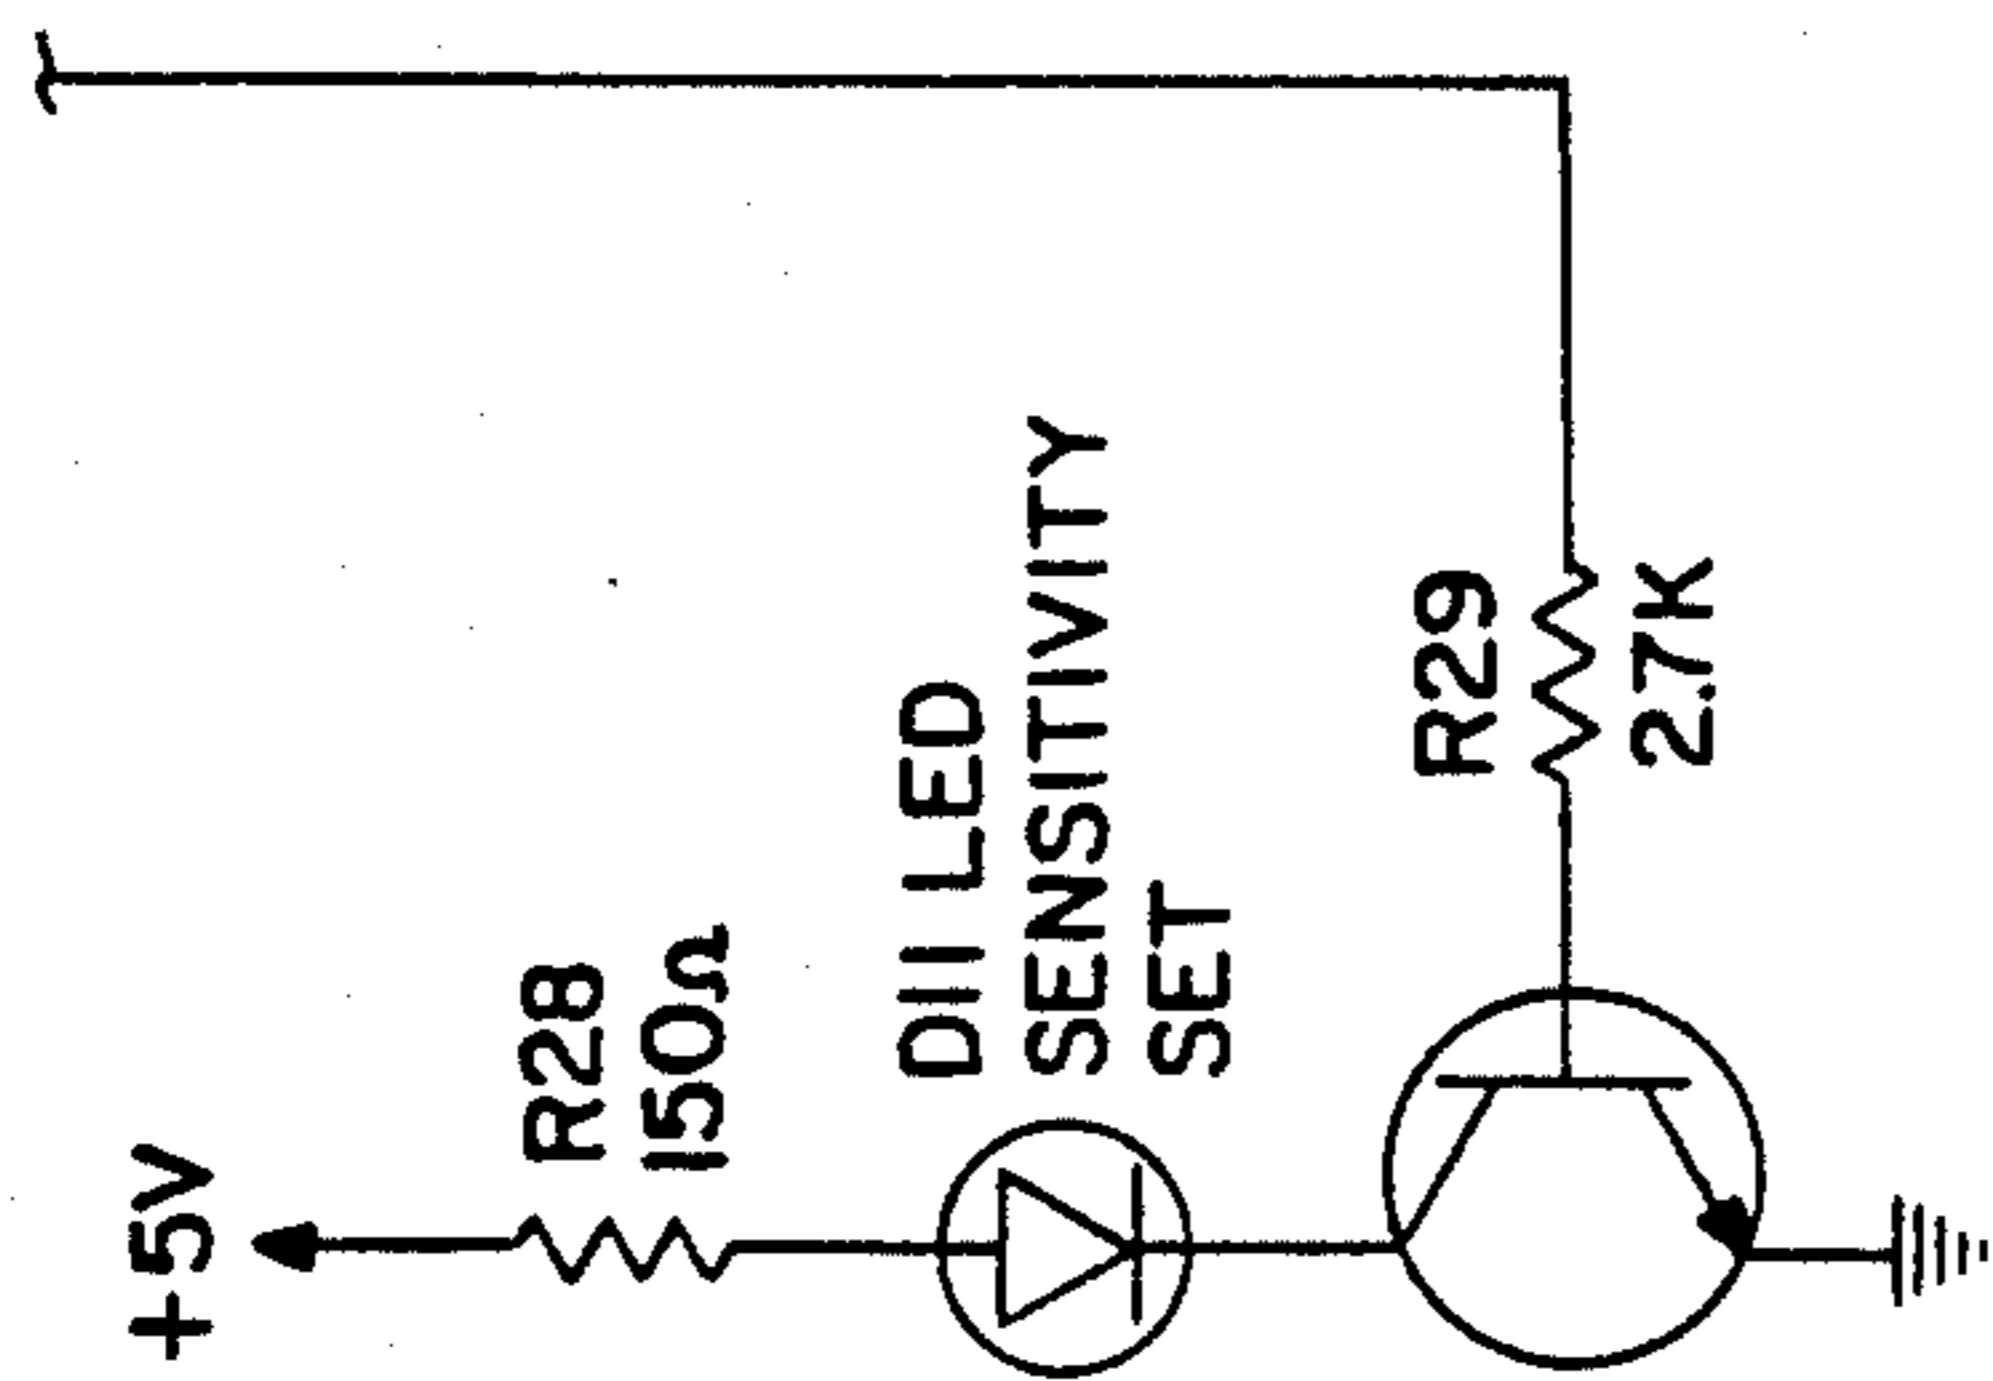 +5V
R28
150Ω
D11 LED
SENSITIVITY
SET
R29
2.7K